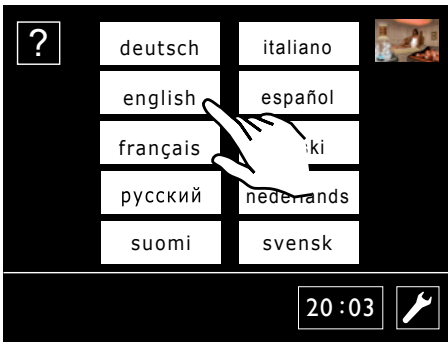 ?
deutsch
italiano
english
español
français
русский
nederlands
suomi
svensk
20:03